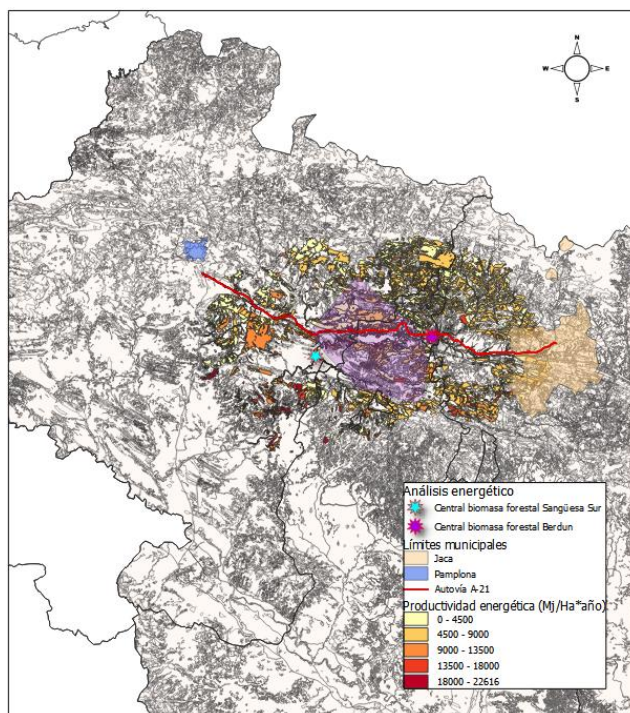 N
W E
S
Análisis energético
Central biomasa forestal Sangüesa Sur
Central biomasa forestal Berdun
Límites municipales
Jaca
Pamplona
Autovía A-21
Productividad energética (Mj/Ha*año)
0 - 4500
4500 - 9000
9000 - 13500
13500 - 18000
18000 - 22616